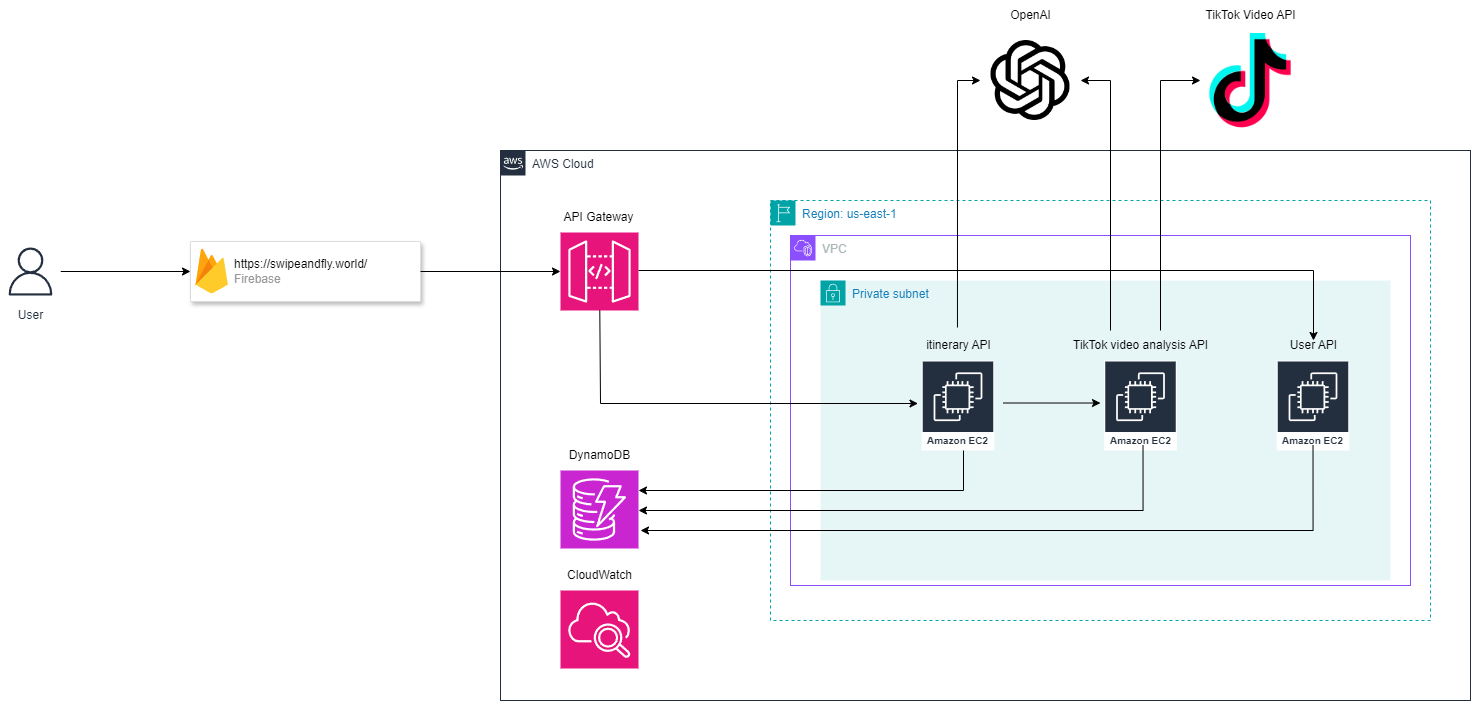 OpenAI
TikTok Video API
aws
AWS Cloud
API Gateway
Region: us-east-1
VPC
https://swipeandfly.world/
Firebase
Private subnet
User
itinerary API
TikTok video analysis API
User API
Amazon EC2
Amazon EC2
Amazon EC2
DynamoDB
CloudWatch